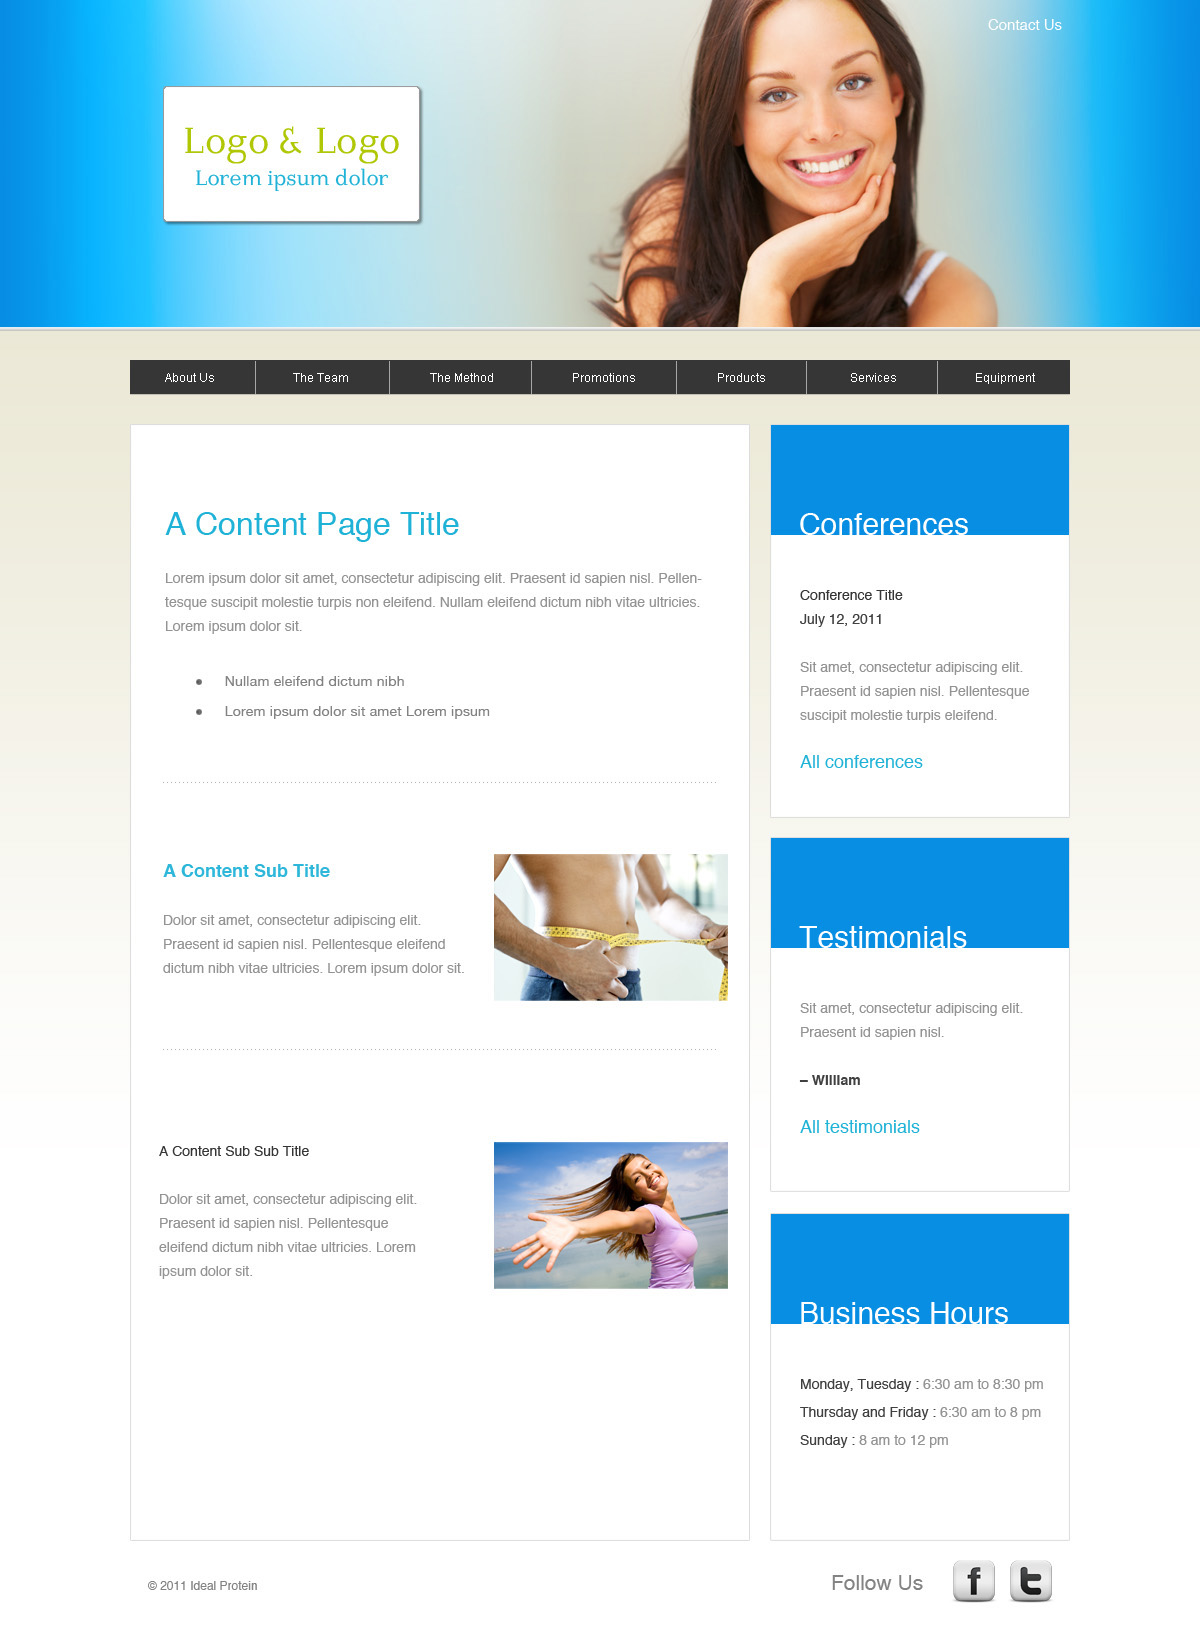 Contact Us
Logo & Logo
Lorem ipsum dolor
About Us
The Team
The Method
Promotions
Products
Services
Equipment
A Content Page Title
Lorem ipsum dolor sit amet, consectetur adipiscing elit. Praesent id sapien nisl. Pellen-
tesque suscipit molestie turpis non eleifend. Nullam eleifend dictum nibh vitae ultricies.
Lorem ipsum dolor sit.
• Nullam eleifend dictum nibh
• Lorem ipsum dolor sit amet Lorem ipsum
A Content Sub Title
Dolor sit amet, consectetur adipiscing elit.
Praesent id sapien nisl. Pellentesque eleifend
dictum nibh vitae ultricies. Lorem ipsum dolor sit.
A Content Sub Sub Title
Dolor sit amet, consectetur adipiscing elit.
Praesent id sapien nisl. Pellentesque
eleifend dictum nibh vitae ultricies. Lorem
ipsum dolor sit.
Conferences
Conference Title
July 12, 2011
Sit amet, consectetur adipiscing elit.
Praesent id sapien nisl. Pellentesque
suscipit molestie turpis eleifend.
All conferences
Testimonials
Sit amet, consectetur adipiscing elit.
Praesent id sapien nisl.
– William
All testimonials
Business Hours
Monday, Tuesday : 6:30 am to 8:30 pm
Thursday and Friday : 6:30 am to 8 pm
Sunday : 8 am to 12 pm
© 2011 Ideal Protein
Follow Us
f
t